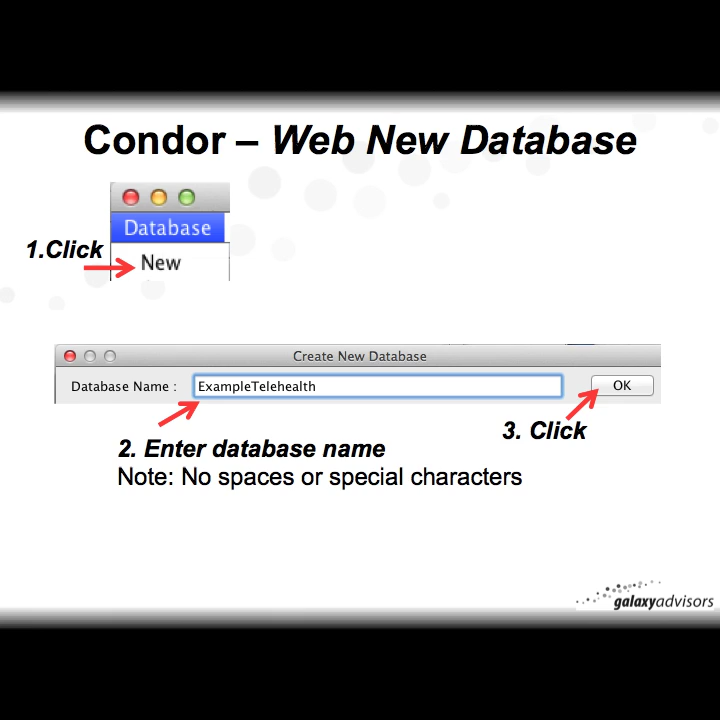 Condor – Web New Database
Database
1.Click
New
Create New Database
Database Name : ExampleTelehealth OK
3. Click
2. Enter database name
Note: No spaces or special characters
galaxyadvisors